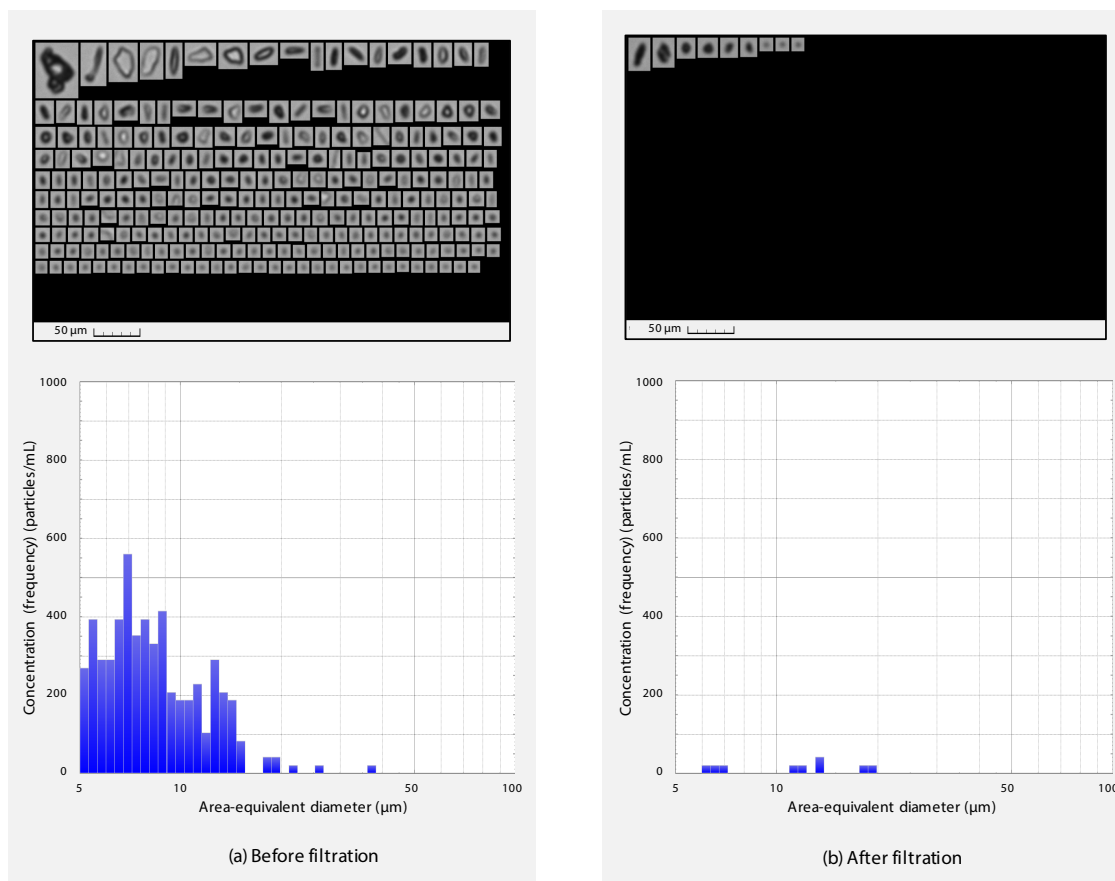 50 µm
1000
800
600
400
200
0
Concentration (frequency) (particles/mL)
5
10
50
100
Area-equivalent diameter (µm)
(a) Before filtration
50 µm
1000
800
600
400
200
0
Concentration (frequency) (particles/mL)
5
10
50
100
Area-equivalent diameter (µm)
(b) After filtration